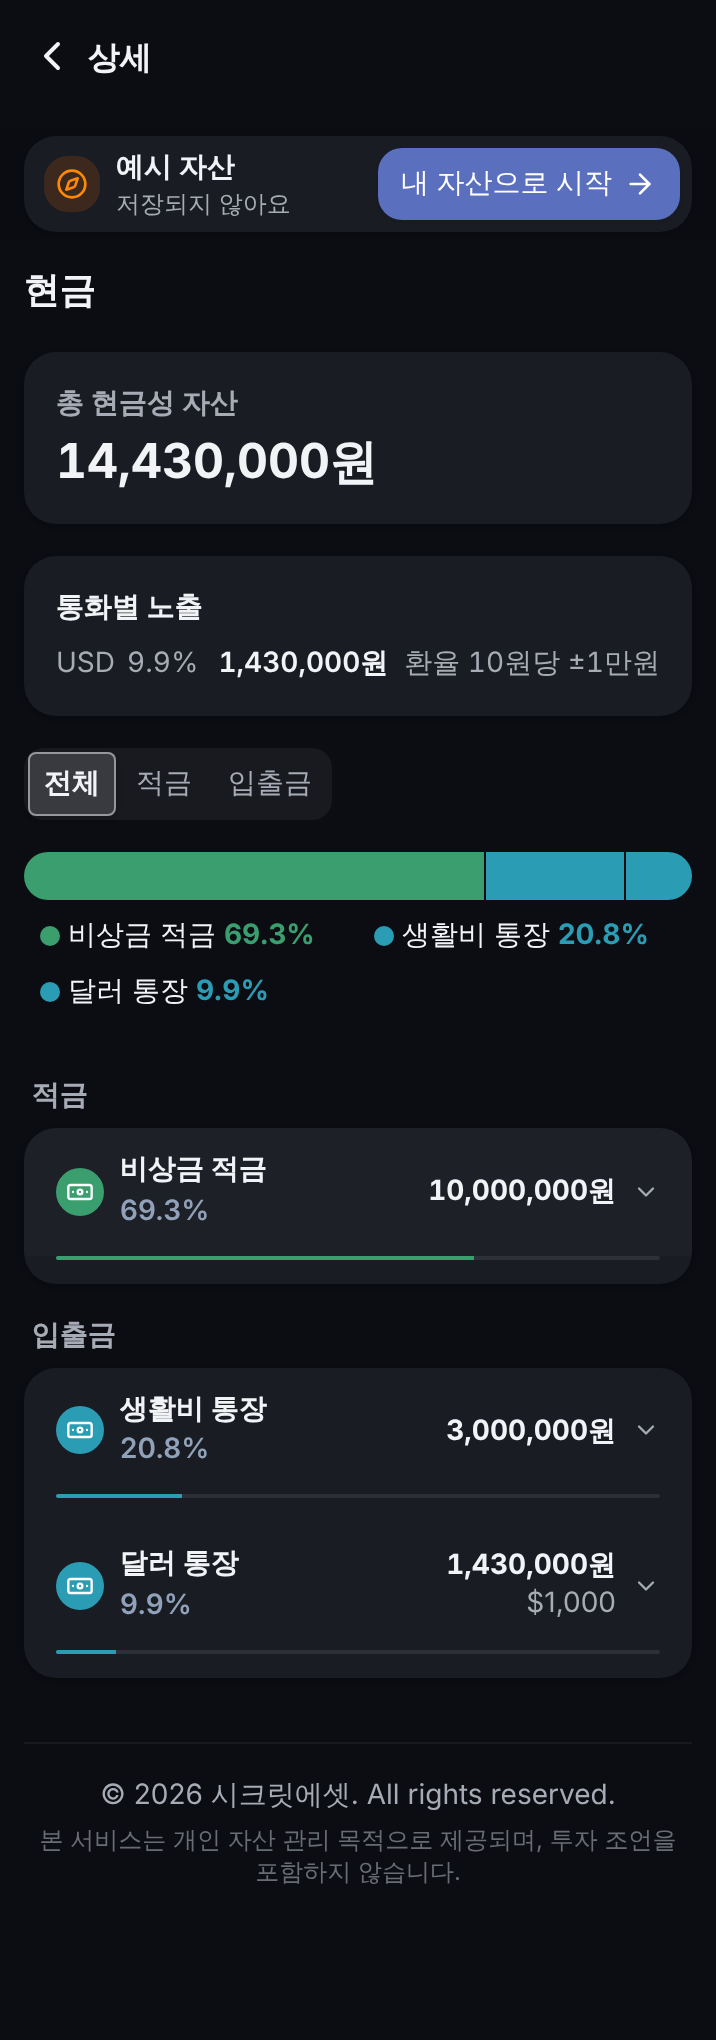 상세
예시 자산
저장되지 않아요
내 자산으로 시작
현금
총 현금성 자산
14,430,000원
통화별 노출
USD 9.9% 1,430,000원 환율 10원당 ±1만원
전체 적금 입출금
비상금 적금 69.3% 생활비 통장 20.8%
달러 통장 9.9%
적금
비상금 적금
69.3%
10,000,000원
입출금
생활비 통장
20.8%
3,000,000원
달러 통장
9.9%
1,430,000원
$1,000
© 2026 시크릿에셋. All rights reserved.
본 서비스는 개인 자산 관리 목적으로 제공되며, 투자 조언을
포함하지 않습니다.